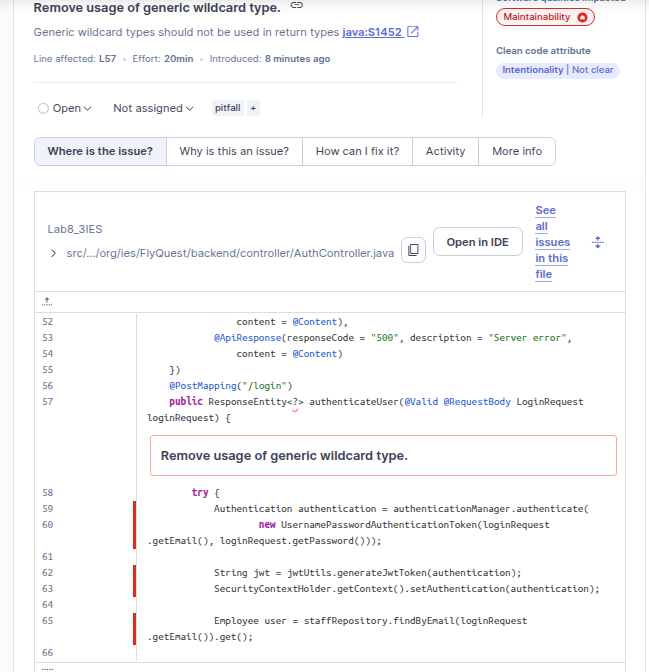 Remove usage of generic wildcard type.
Generic wildcard types should not be used in return types java:S1452
Line affected: L57 • Effort: 20min • Introduced: 8 minutes ago
Maintainability
Clean code attribute
Intentionality | Not clear
Open
Not assigned
pitfall
+
Where is the issue?
Why is this an issue?
How can I fix it?
Activity
More info
Lab8_3IES
src/.../org/ies/FlyQuest/backend/controller/AuthController.java
Open in IDE
See
all
issues
in this
file
52 content = @Content),
53 @ApiResponse(responseCode = "500", description = "Server error",
54 content = @Content)
55 })
56 @PostMapping("/login")
57 public ResponseEntity<?> authenticateUser(@Valid @RequestBody LoginRequest
loginRequest) {
Remove usage of generic wildcard type.
58 try {
59 Authentication authentication = authenticationManager.authenticate(
60 new UsernamePasswordAuthenticationToken(loginRequest
.getEmail(), loginRequest.getPassword()));
61
62 String jwt = jwtUtils.generateJwtToken(authentication);
63 SecurityContextHolder.getContext().setAuthentication(authentication);
64
65 Employee user = staffRepository.findByEmail(loginRequest
.getEmail()).get();
66